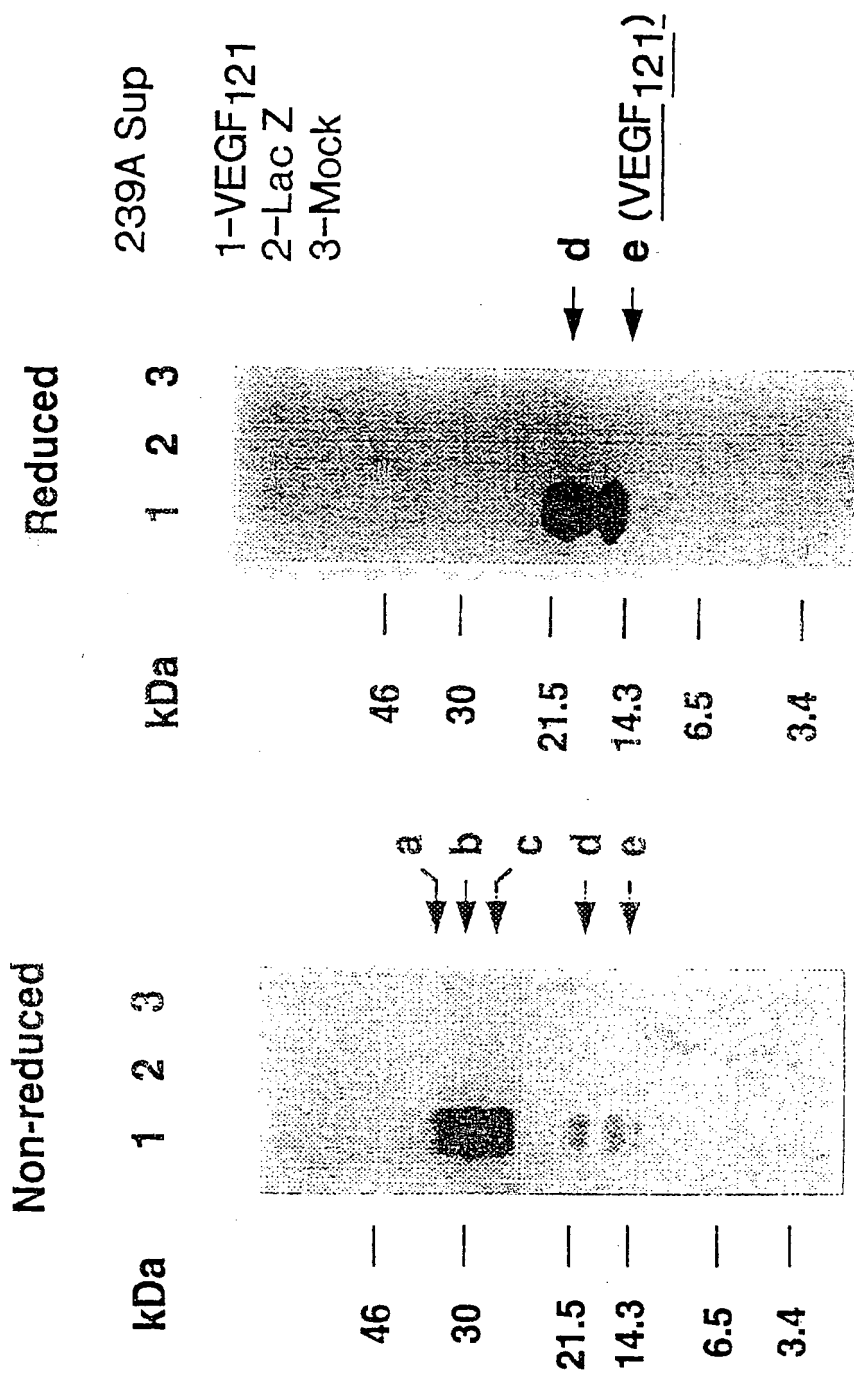 Non-reduced
kDa 1 2 3
46
30
21.5
14.3
6.5
3.4
a
b
c
d
e
Reduced
kDa 1 2 3
46
30
21.5
14.3
6.5
3.4
d
e (VEGF121)
239A Sup
1-VEGF121
2-Lac Z
3-Mock